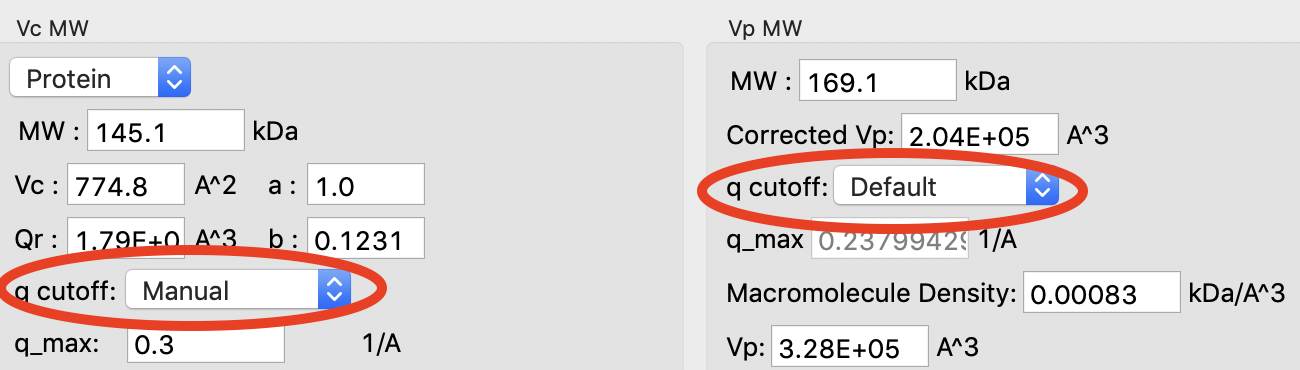 Vc MW
Protein
MW : 145.1 kDa
Vc : 774.8 A^2 a : 1.0
Qr : 1.79E+0 A^3 b : 0.1231
q cutoff: Manual
q_max: 0.3 1/A
Vp MW
MW : 169.1 kDa
Corrected Vp: 2.04E+05 A^3
q cutoff: Default
q_max 0.23799429 1/A
Macromolecule Density: 0.00083 kDa/A^3
Vp: 3.28E+05 A^3